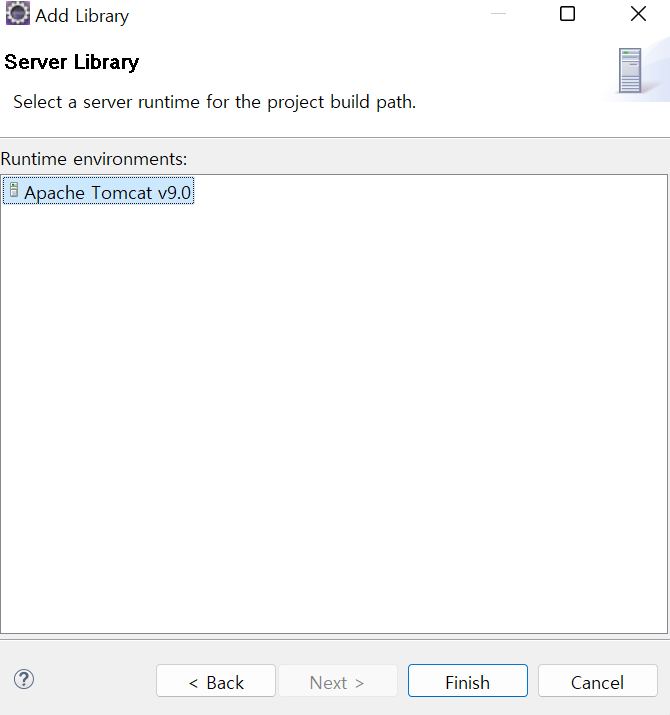 Add Library
Server Library
Select a server runtime for the project build path.
Runtime environments:
Apache Tomcat v9.0
?
< Back
Next >
Finish
Cancel